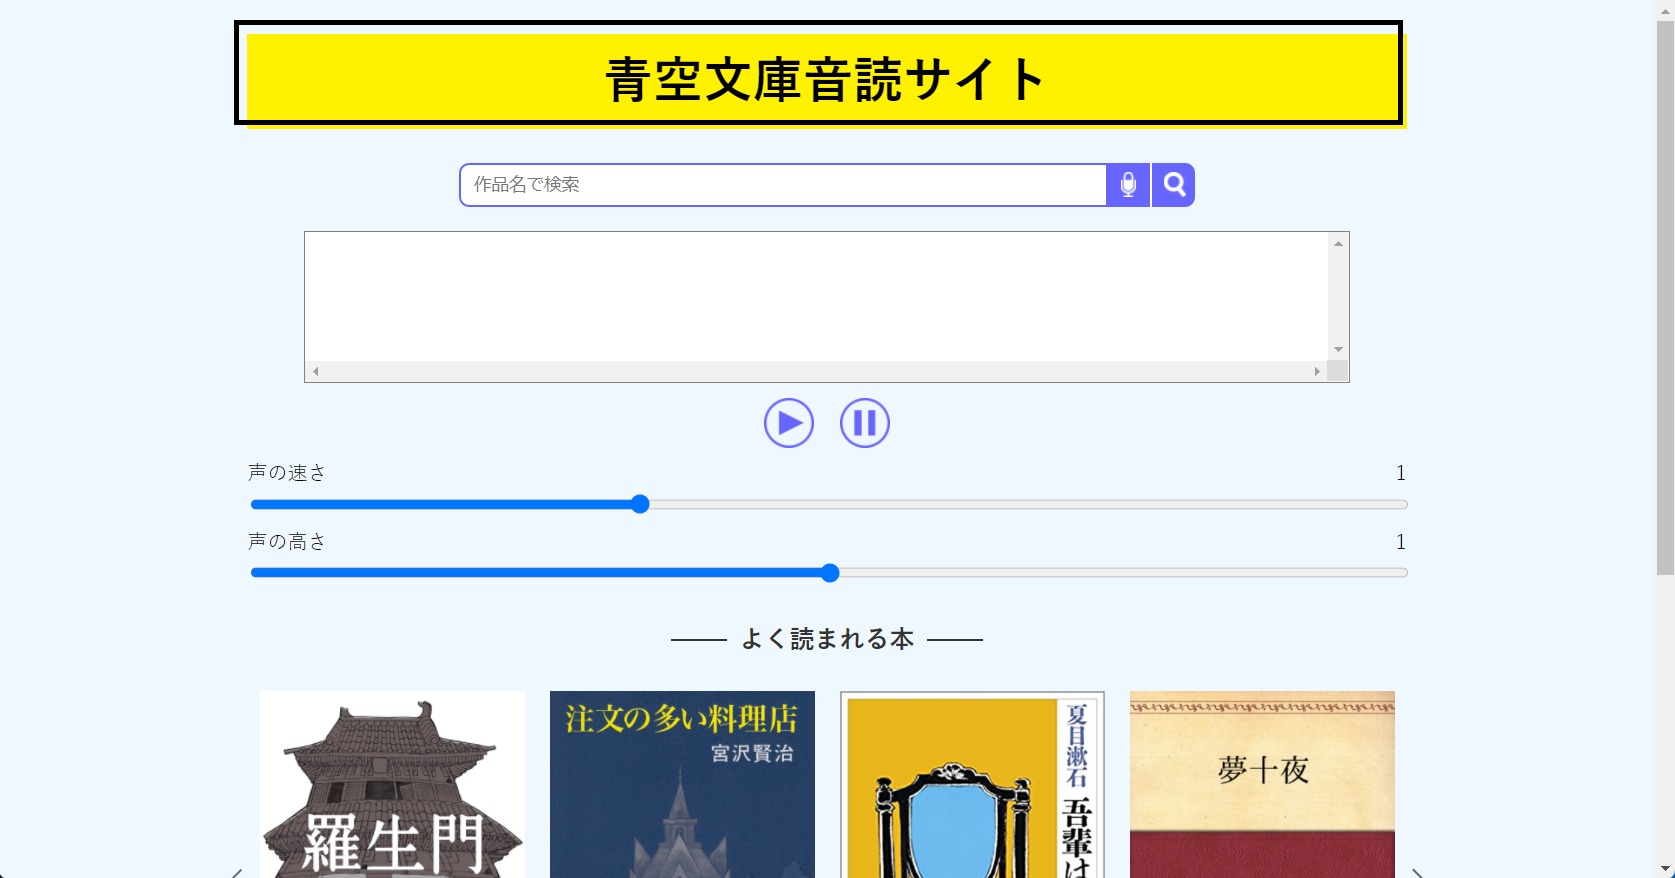 青空文庫音読サイト
作品名で検索
声の速さ 1
声の高さ 1
よく読まれる本
羅生門
注文の多い料理店
宮沢賢治
夏目漱石
吾輩は
夢十夜